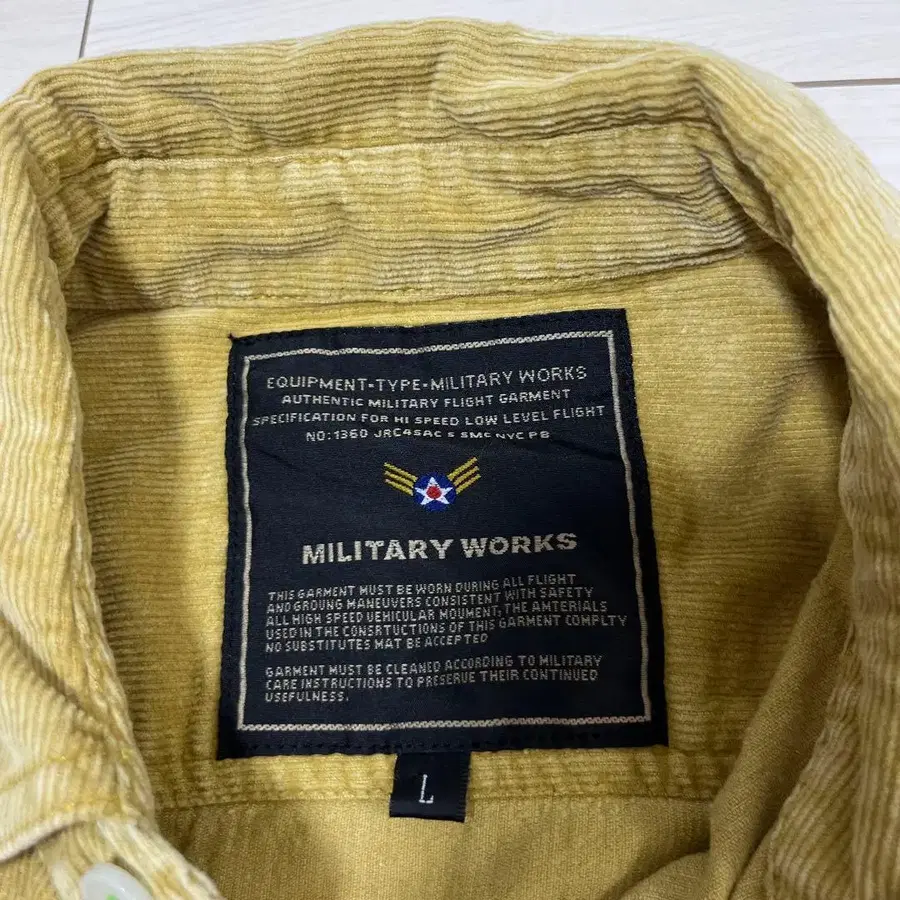 EQUIPMENT-TYPE-MILITARY WORKS
AUTHENTIC MILITARY FLIGHT GARMENT
SPECIFICATION FOR HI SPEED LOW LEVEL FLIGHT
NO:1360 JRC4SAC S SMC NYC PB
MILITARY WORKS
THIS GARMENT MUST BE WORN DURING ALL FLIGHT
AND GROUNG MANEUVERS CONSISTENT WITH SAFETY
ALL HIGH SPEED VEHICULAR MOUMENT, THE AMTERIALS
USED IN THE CONSRTUCTIONS OF THIS GARMENT COMPLTY
NO SUBSTITUTES MAT BE ACCEPTED
GARMENT MUST BE CLEANED ACCORDING TO MILITARY
CARE INSTRUCTIONS TO PRESERVE THEIR CONTINUED
USEFULNESS.
L